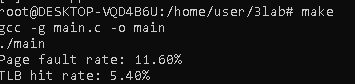 root@DESKTOP-VQD4B6U:/home/user/3lab# make
gcc -g main.c -o main
./main
Page fault rate: 11.60%
TLB hit rate: 5.40%